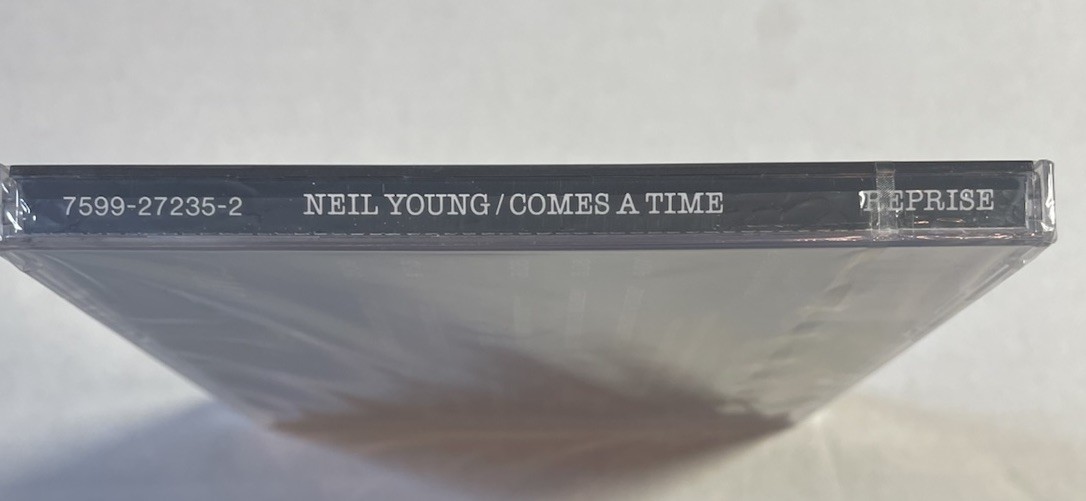 7599-27235-2 NEIL YOUNG / COMES A TIME REPRISE